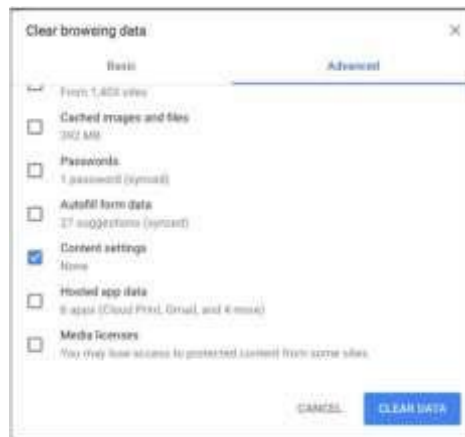 Clear browsing data
Basic
Advanced
From 1,403 sites
Cached images and files
392 MB
Passwords
1 password (synced)
Autofill form data
27 suggestions (synced)
Content settings
None
Hosted app data
6 apps (Cloud Print, Gmail, and 4 more)
Media licenses
You may lose access to protected content from some sites.
CANCEL
CLEAR DATA